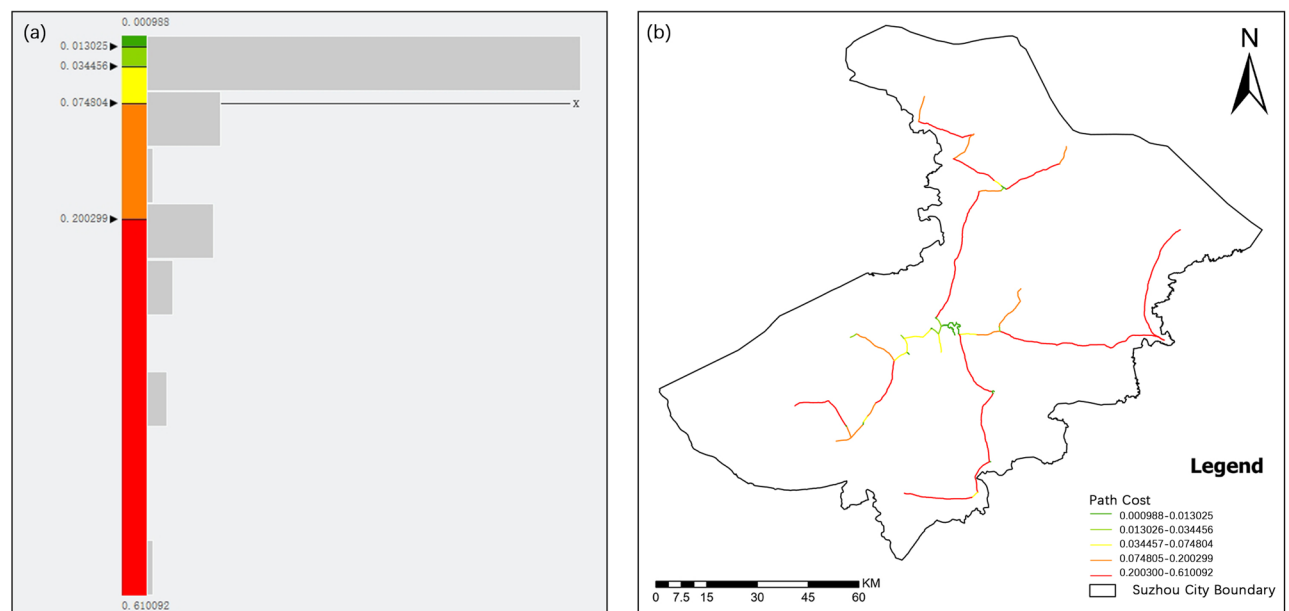 (a)
0.000988
0.013025
0.034456
0.074804
x
0.200299
0.610092
(b)
N
Legend
Path Cost
0.000988-0.013025
0.013026-0.034456
0.034457-0.074804
0.074805-0.200299
0.200300-0.610092
Suzhou City Boundary
KM
0 7.5 15 30 45 60